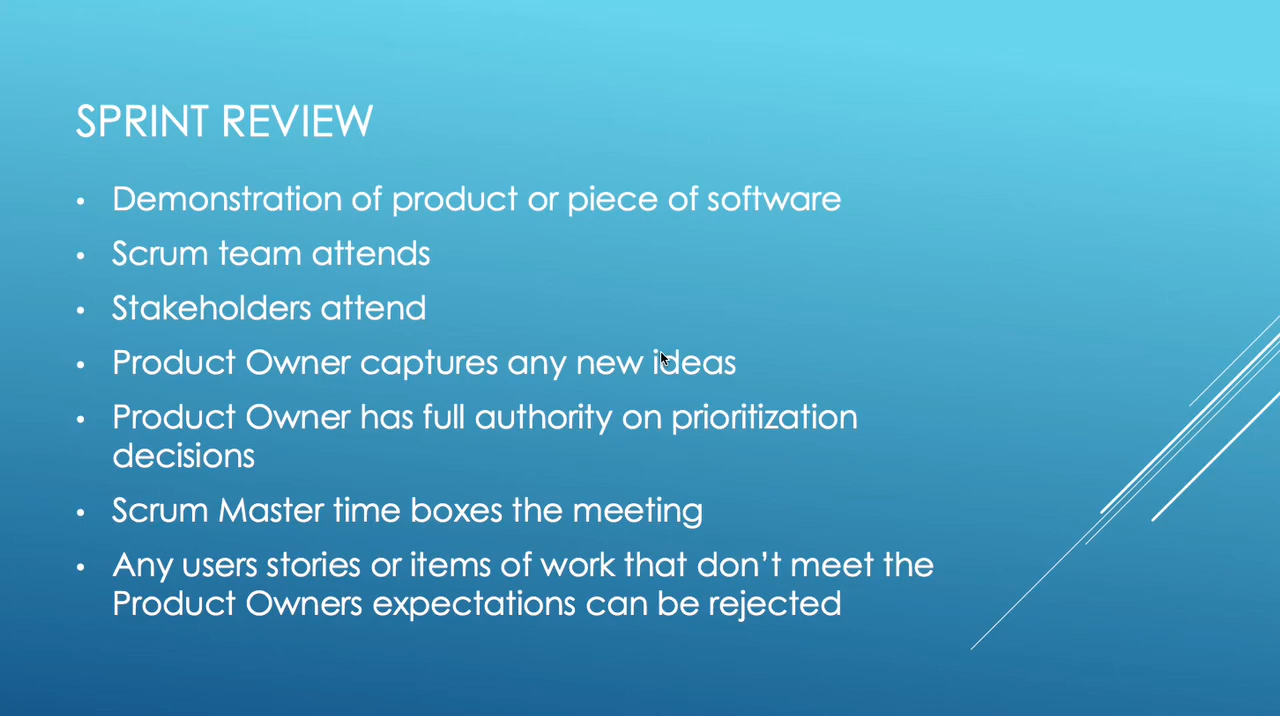 SPRINT REVIEW
• Demonstration of product or piece of software
• Scrum team attends
• Stakeholders attend
• Product Owner captures any new ideas
• Product Owner has full authority on prioritization
decisions
• Scrum Master time boxes the meeting
• Any users stories or items of work that don’t meet the
Product Owners expectations can be rejected